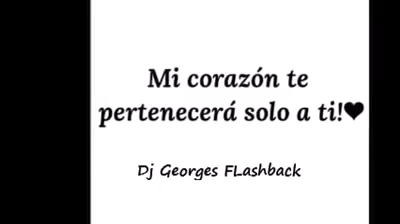 Mi corazón te
pertenecerá solo a ti!❤
Dj Georges FLashback